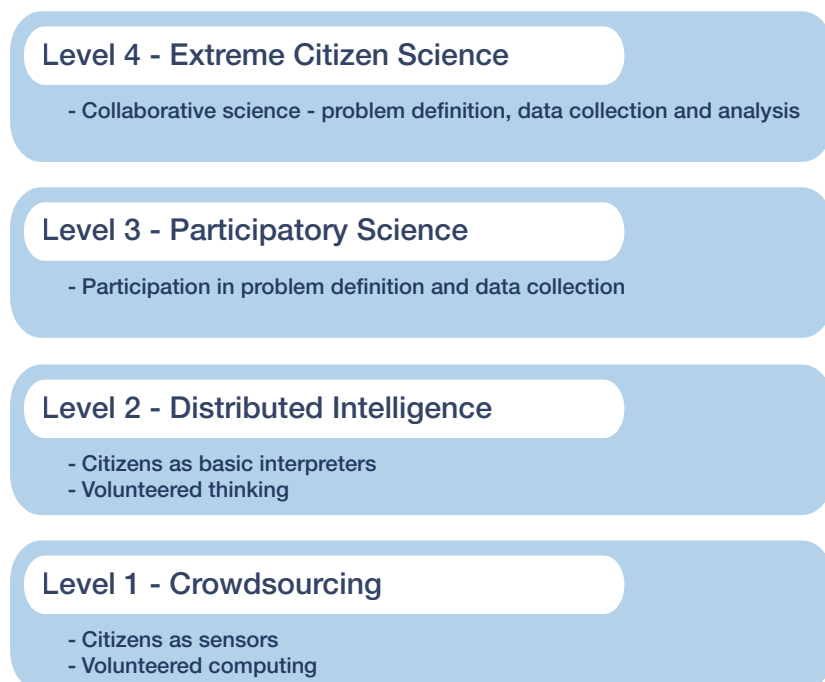 Level 4 - Extreme Citizen Science
- Collaborative science - problem definition, data collection and analysis
Level 3 - Participatory Science
- Participation in problem definition and data collection
Level 2 - Distributed Intelligence
- Citizens as basic interpreters
- Volunteered thinking
Level 1 - Crowdsourcing
- Citizens as sensors
- Volunteered computing